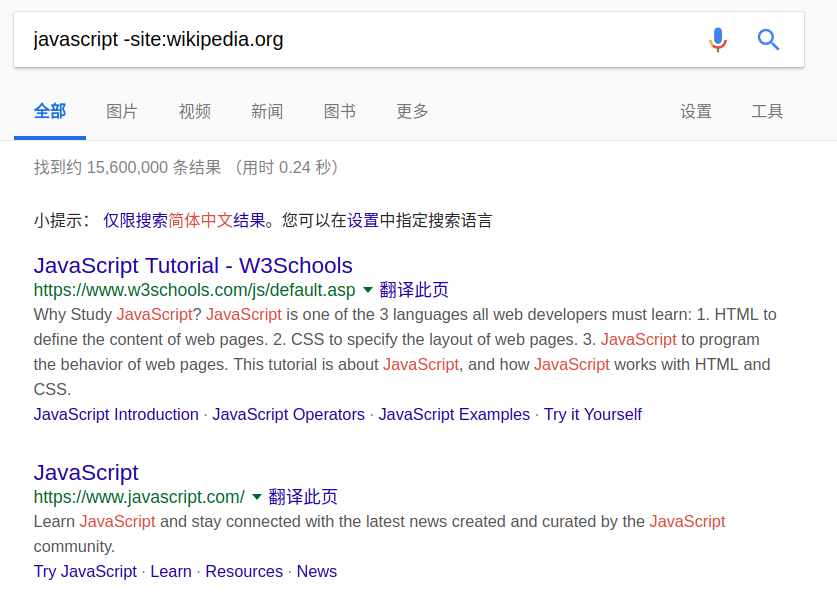 javascript -site:wikipedia.org
全部 图片 视频 新闻 图书 更多 设置 工具
找到约 15,600,000 条结果 （用时 0.24 秒）
小提示： 仅限搜索简体中文结果。您可以在设置中指定搜索语言
JavaScript Tutorial - W3Schools
https://www.w3schools.com/js/default.asp 翻译此页
Why Study JavaScript? JavaScript is one of the 3 languages all web developers must learn: 1. HTML to
define the content of web pages. 2. CSS to specify the layout of web pages. 3. JavaScript to program
the behavior of web pages. This tutorial is about JavaScript, and how JavaScript works with HTML and
CSS.
JavaScript Introduction · JavaScript Operators · JavaScript Examples · Try it Yourself
JavaScript
https://www.javascript.com/ 翻译此页
Learn JavaScript and stay connected with the latest news created and curated by the JavaScript
community.
Try JavaScript · Learn · Resources · News